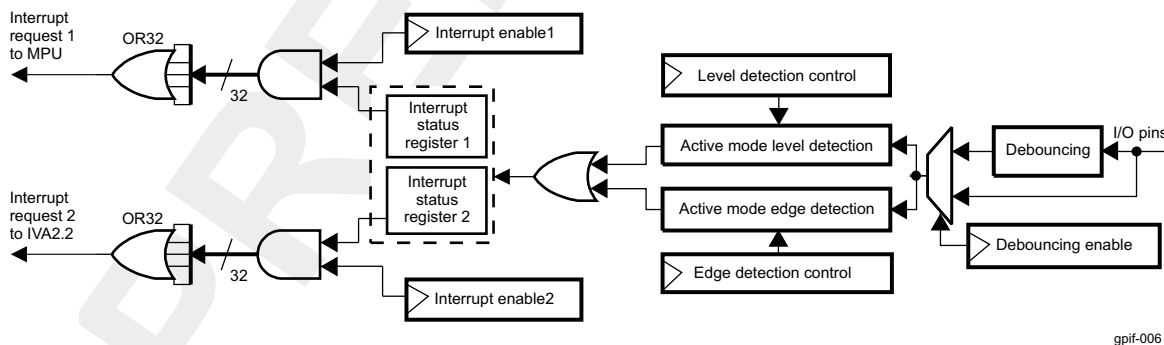 Interrupt
request 1
to MPU
OR32
32
Interrupt enable1
Interrupt
status
register 1
Level detection control
Active mode level detection
Debouncing
I/O pins
Interrupt
request 2
to IVA2.2
OR32
32
Interrupt
status
register 2
Active mode edge detection
Debouncing enable
Edge detection control
Interrupt enable2
gpif-006